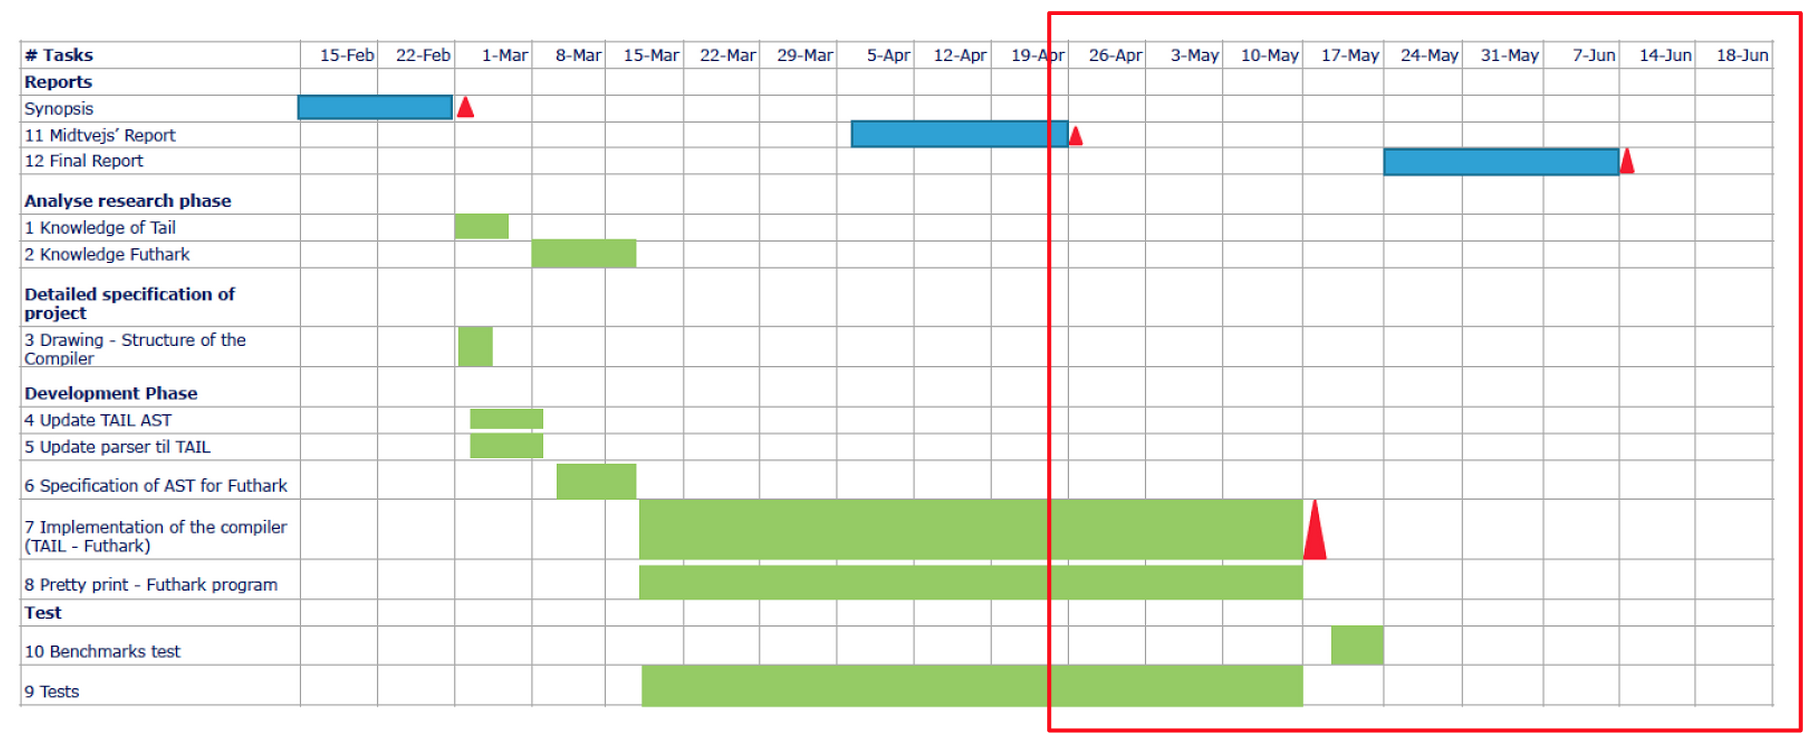 # Tasks 15-Feb 22-Feb 1-Mar 8-Mar 15-Mar 22-Mar 29-Mar 5-Apr 12-Apr 19-Apr 26-Apr 3-May 10-May 17-May 24-May 31-May 7-Jun 14-Jun 18-Jun
Reports
Synopsis
11 Midtvejs’ Report
12 Final Report
Analyse research phase
1 Knowledge of Tail
2 Knowledge Futhark
Detailed specification of
project
3 Drawing - Structure of the
Compiler
Development Phase
4 Update TAIL AST
5 Update parser til TAIL
6 Specification of AST for Futhark
7 Implementation of the compiler
(TAIL - Futhark)
8 Pretty print - Futhark program
Test
10 Benchmarks test
9 Tests